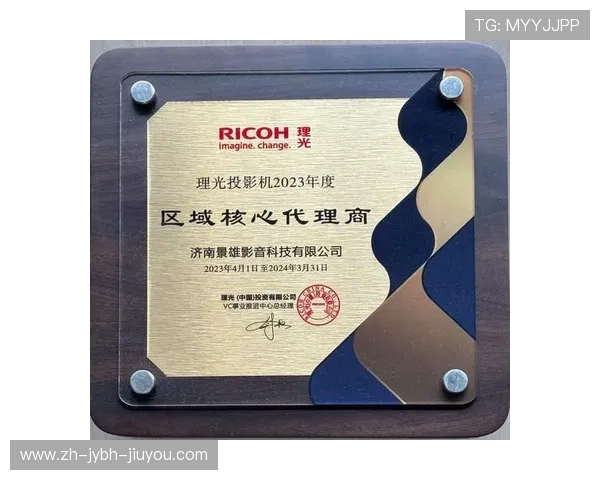 TG: MYYJJPP
RICOH 理光
imagine. change.
理光投影机2023年度
区域核心代理商
济南景雄影音科技有限公司
2023年4月1日至2024年3月31日
理光 (中国)投资有限公司
VC事业推进中心总经理
RICOH
www.zh-jybh-jiuyou.com/